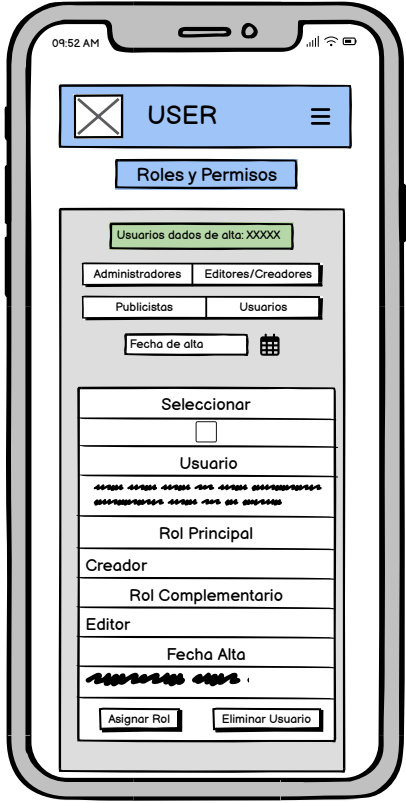 09:52 AM
USER
Roles y Permisos
Usuarios dados de alta: XXXXX
Administradores Editores/Creadores
Publicistas Usuarios
Fecha de alta
Seleccionar
Usuario
Rol Principal
Creador
Rol Complementario
Editor
Fecha Alta
Asignar Rol Eliminar Usuario